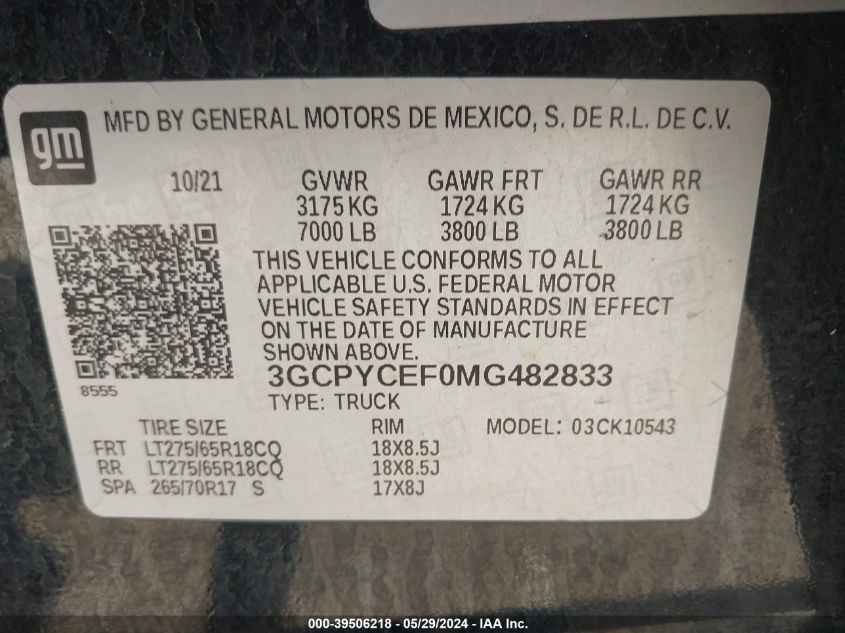 gm
MFD BY GENERAL MOTORS DE MEXICO, S. DE R.L. DE C.V.
10/21 GVWR GAWR FRT GAWR RR
3175 KG 1724 KG 1724 KG
7000 LB 3800 LB 3800 LB
THIS VEHICLE CONFORMS TO ALL
APPLICABLE U.S. FEDERAL MOTOR
VEHICLE SAFETY STANDARDS IN EFFECT
ON THE DATE OF MANUFACTURE
SHOWN ABOVE.
3GCPYCEF0MG482833
8555
TYPE: TRUCK
TIRE SIZE RIM MODEL: 03CK10543
FRT LT275/65R18CQ 18X8.5J
RR LT275/65R18CQ 18X8.5J
SPA 265/70R17 S 17X8J
000-39506218 - 05/29/2024 - IAA Inc.